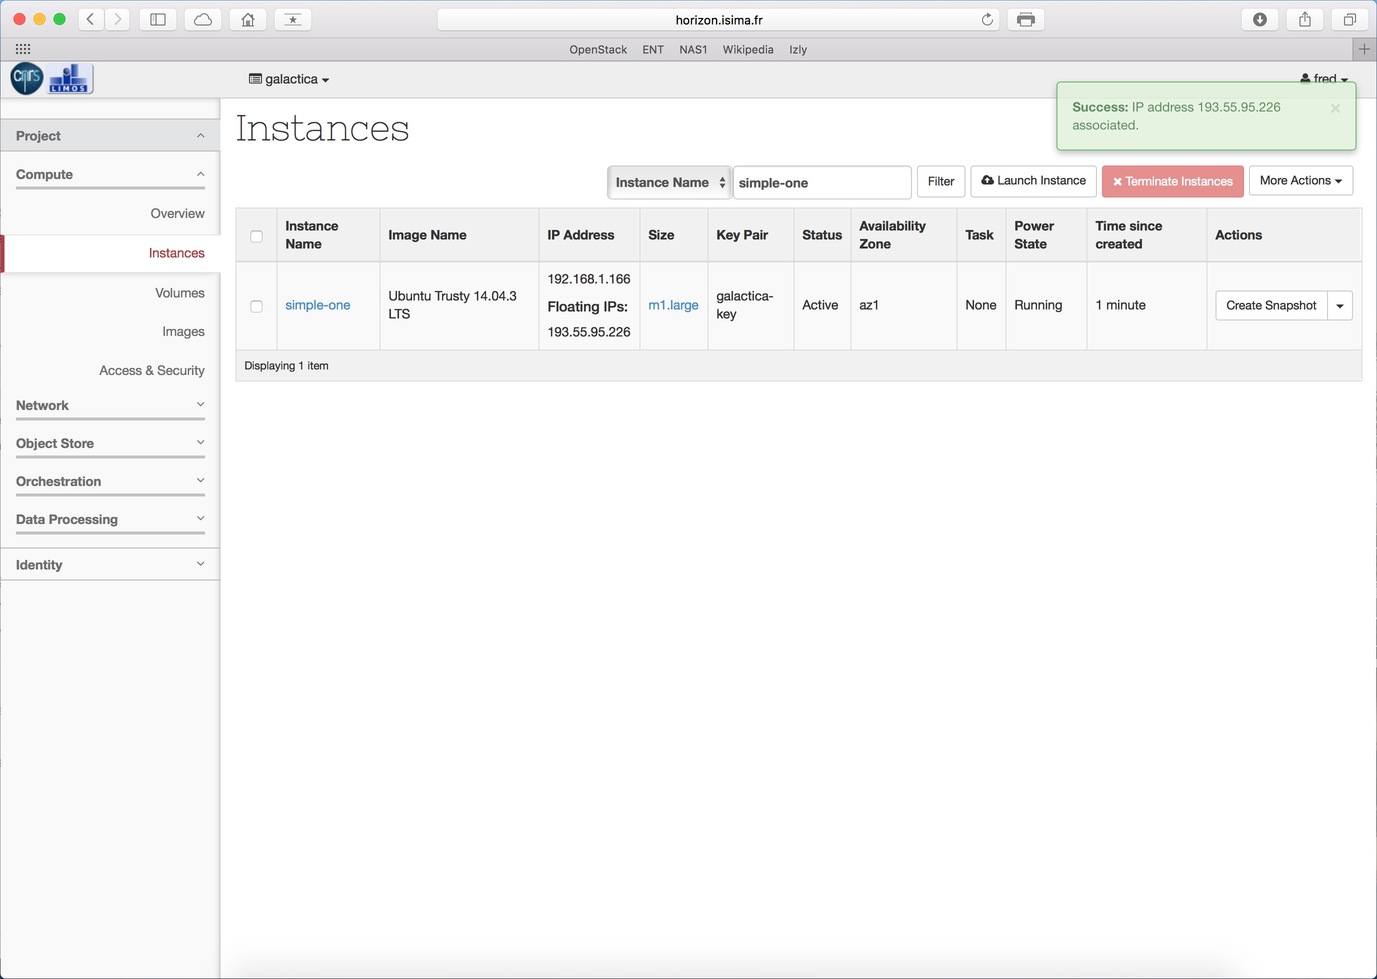 horizon.isima.fr
OpenStack ENT NAS1 Wikipedia Izly
cnrs LIMOS galactica fred
Success: IP address 193.55.95.226
associated.
Instances
Project
Compute
Overview
Instances
Volumes
Images
Access & Security
Network
Object Store
Orchestration
Data Processing
Identity
Instance Name simple-one Filter Launch Instance Terminate Instances More Actions
Instance Name Image Name IP Address Size Key Pair Status Availability Zone Task Power State Time since created Actions
simple-one
Ubuntu Trusty 14.04.3
LTS
192.168.1.166
Floating IPs:
193.55.95.226
m1.large
galactica-
key
Active
az1
None
Running
1 minute
Create Snapshot
Displaying 1 item